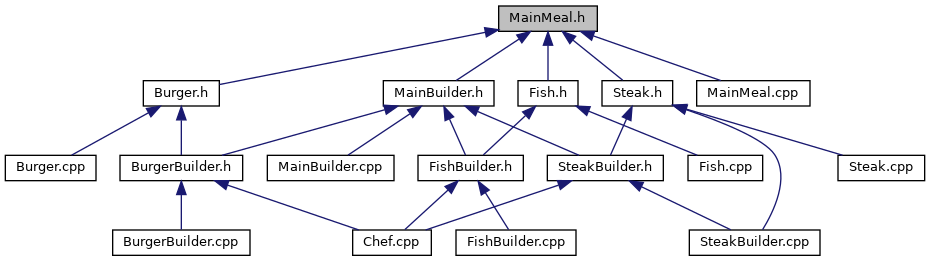 MainMeal.h
Burger.h
MainBuilder.h
Fish.h
Steak.h
MainMeal.cpp
Burger.cpp
BurgerBuilder.h
MainBuilder.cpp
FishBuilder.h
SteakBuilder.h
Fish.cpp
Steak.cpp
BurgerBuilder.cpp
Chef.cpp
FishBuilder.cpp
SteakBuilder.cpp